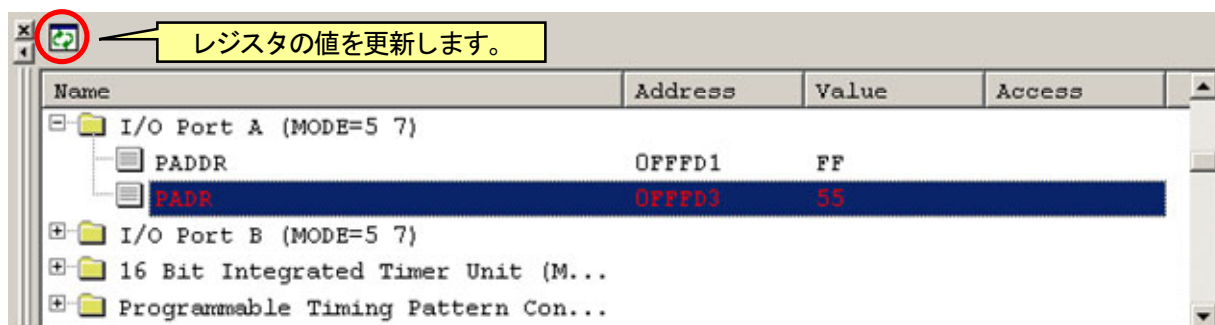 レジスタの値を更新します。
Name Address Value Access
I/O Port A (MODE=5 7)
PADDR 0FFFD1 FF
PADR 0FFFD3 55
I/O Port B (MODE=5 7)
16 Bit Integrated Timer Unit (M...
Programmable Timing Pattern Con...